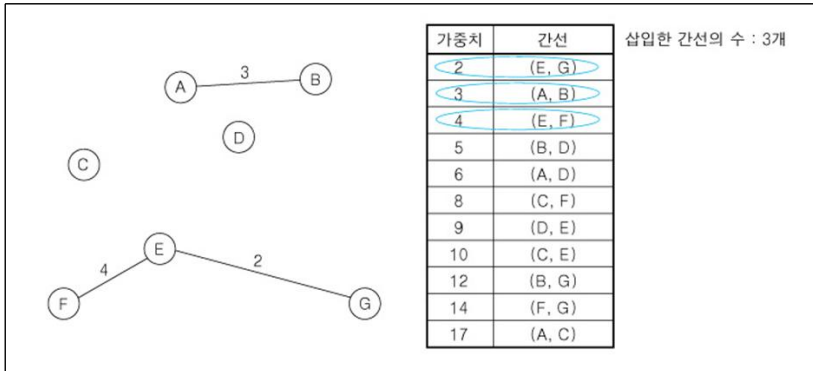 가중치 간선
2 (E, G)
3 (A, B)
4 (E, F)
5 (B, D)
6 (A, D)
8 (C, F)
9 (D, E)
10 (C, E)
12 (B, G)
14 (F, G)
17 (A, C)
삽입한 간선의 수 : 3개
3
A
B
D
C
E
4
2
F
G